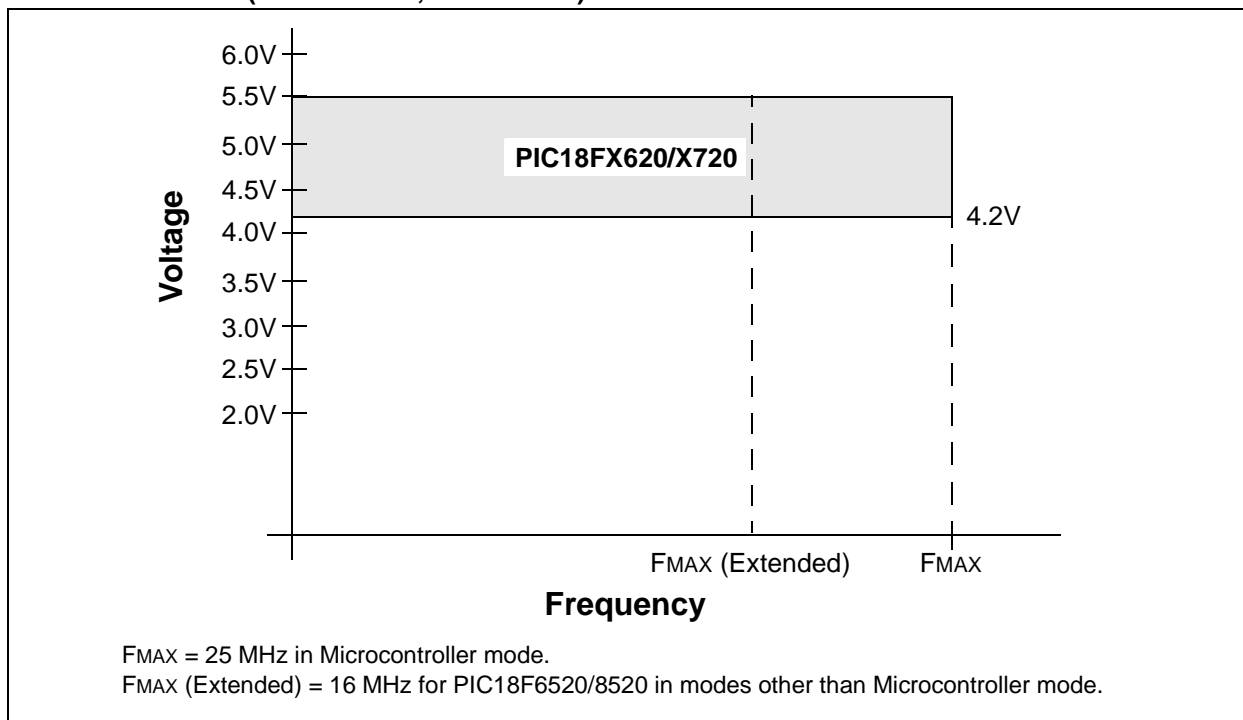 6.0V
5.5V
5.0V
PIC18FX620/X720
4.5V
4.2V
4.0V
3.5V
3.0V
2.5V
2.0V
Voltage
FMAX (Extended) FMAX
Frequency
FMAX = 25 MHz in Microcontroller mode.
FMAX (Extended) = 16 MHz for PIC18F6520/8520 in modes other than Microcontroller mode.